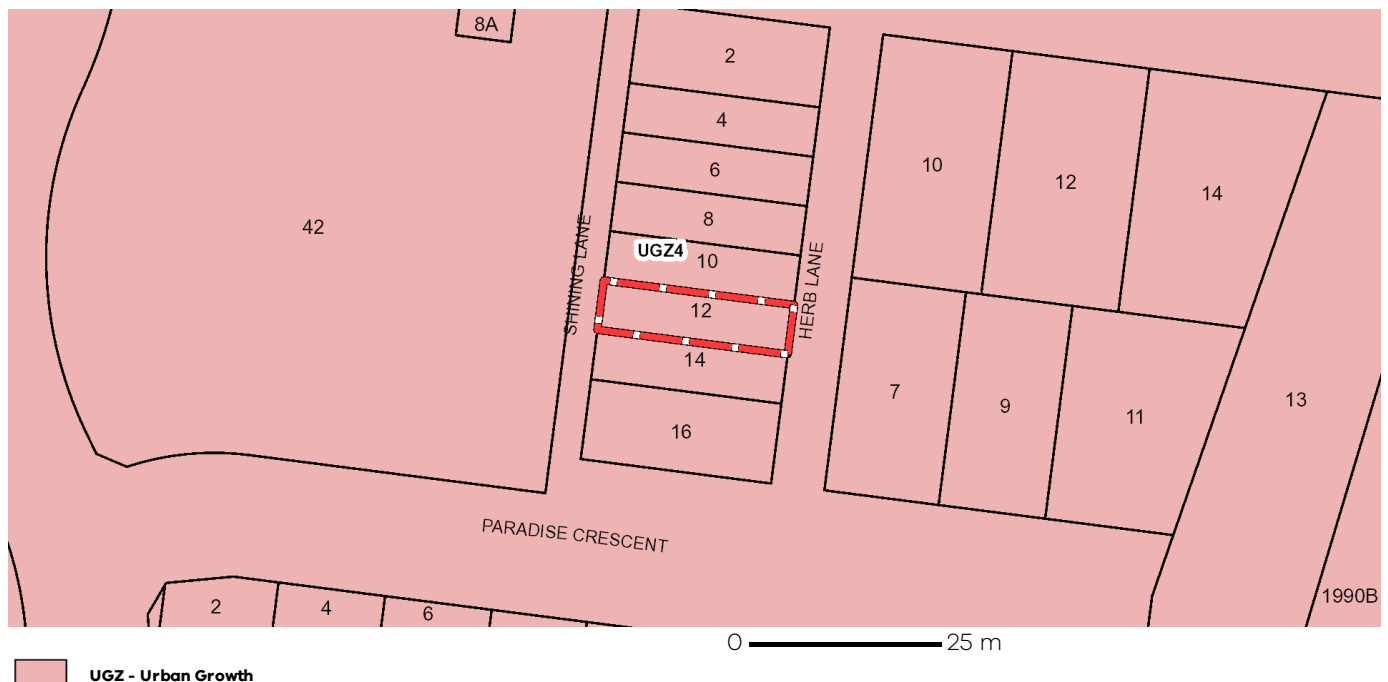 8A
2
4
10
12
6
14
8
42
SHINING LANE
UGZ4
10
HERB LANE
12
14
7
9
11
13
16
PARADISE CRESCENT
2
4
6
1990B
0 25 m
UGZ - Urban Growth